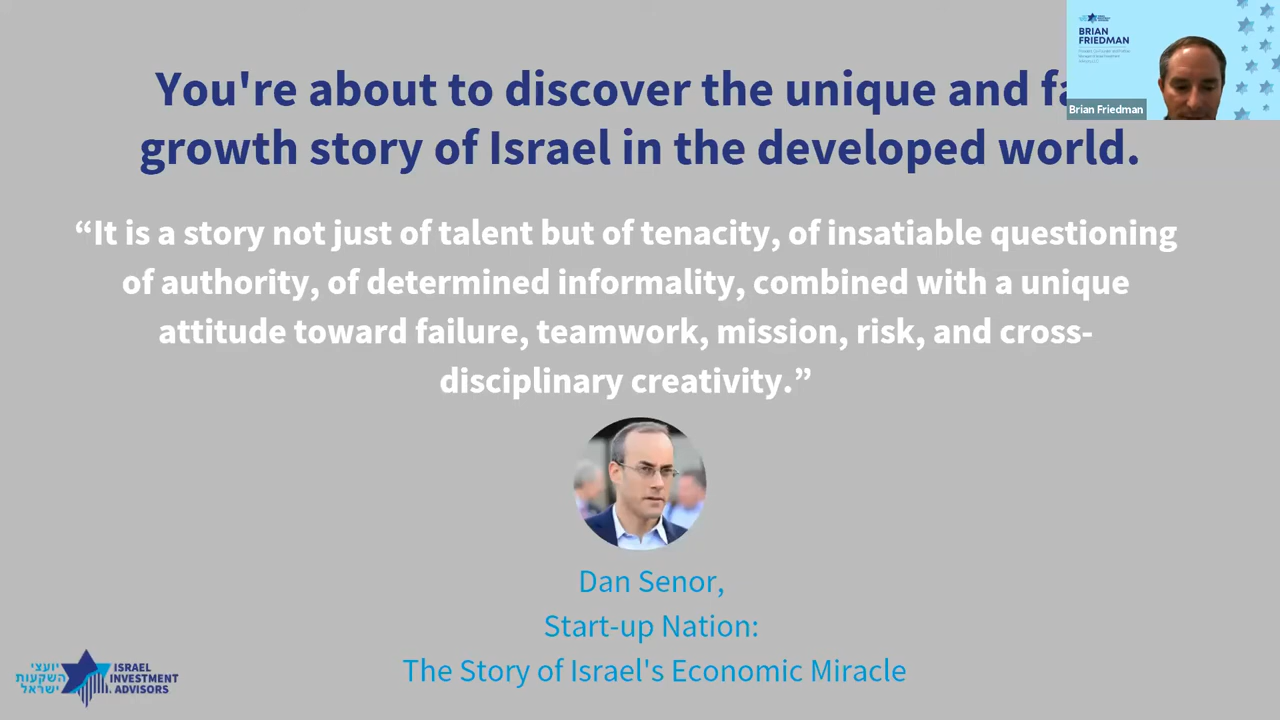 You're about to discover the unique and fa
growth story of Israel in the developed world.
“It is a story not just of talent but of tenacity, of insatiable questioning
of authority, of determined informality, combined with a unique
attitude toward failure, teamwork, mission, risk, and cross-
disciplinary creativity.”
Dan Senor,
Start-up Nation:
The Story of Israel's Economic Miracle
BRIAN
FRIEDMAN
Brian Friedman
יועצי
השקעות
ישראל
ISRAEL
INVESTMENT
ADVISORS